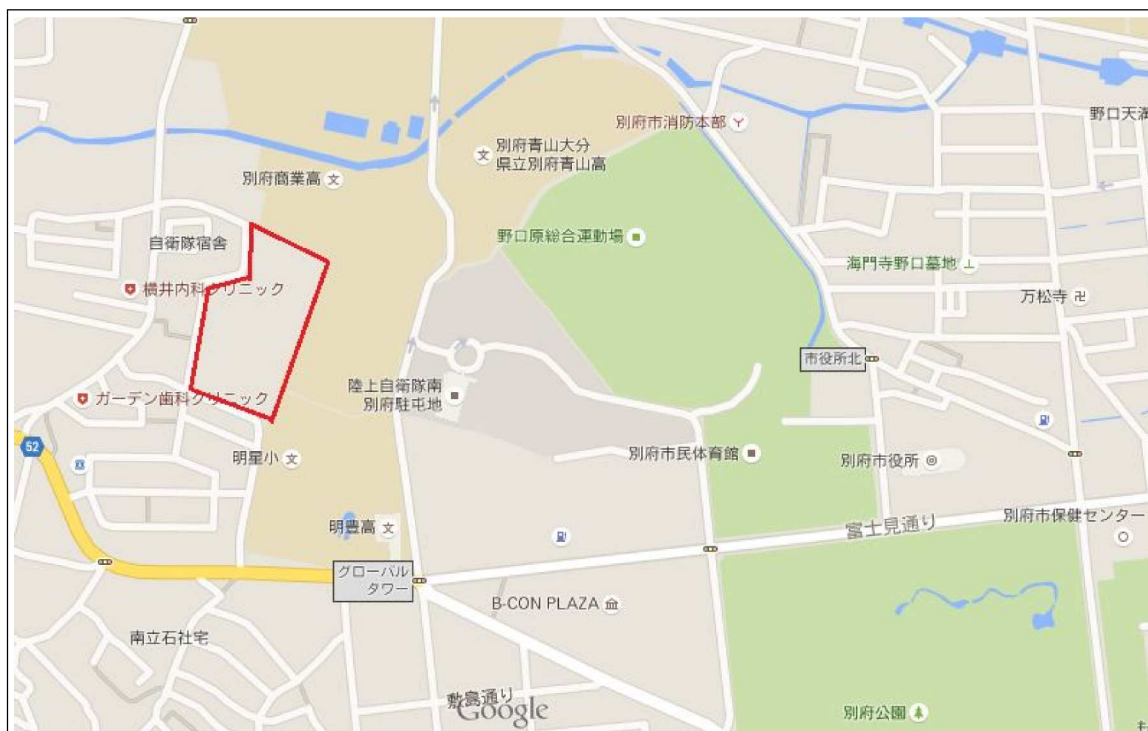 別府市消防本部
野口天満
別府青山大分
県立別府青山高
別府商業高
野口原総合運動場
自衛隊宿舎
海門寺野口墓地
横井内科クリニック
万松寺
市役所北
陸上自衛隊南
別府駐屯地
ガーデン歯科クリニック
52
明星小
別府市民体育館
別府市役所
明豊高
富士見通り
別府市保健センター
グローバル
タワー
B-CON PLAZA
南立石社宅
敷島通り
Google
別府公園